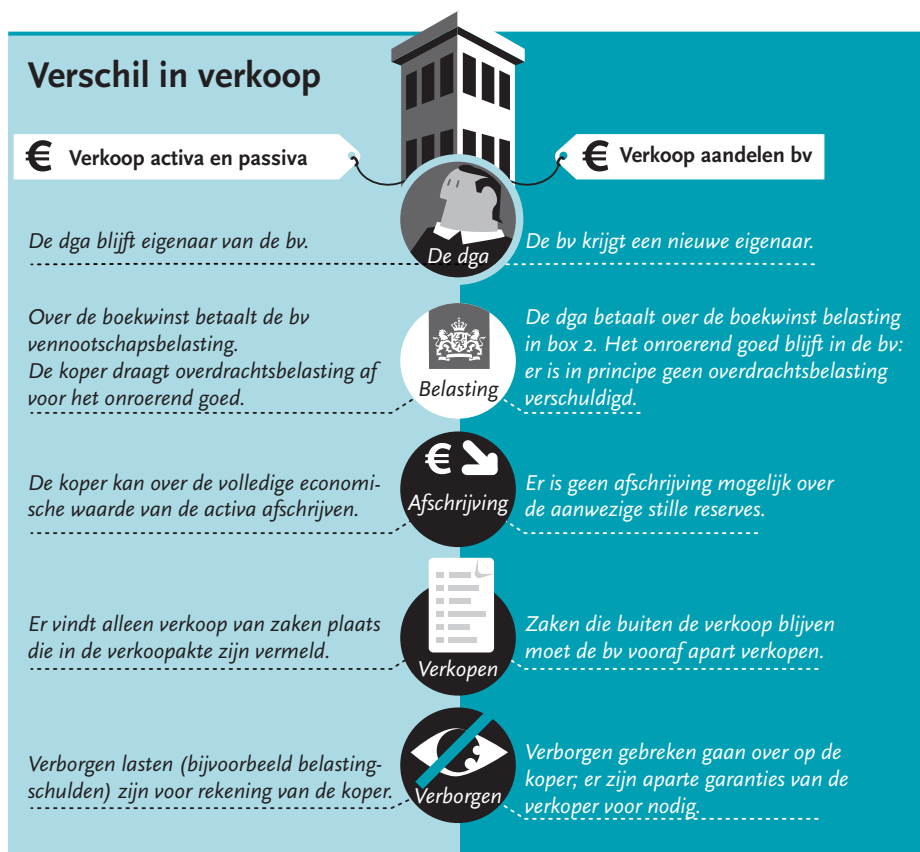 Verschil in verkoop
€ Verkoop activa en passiva
€ Verkoop aandelen bv
De dga blijft eigenaar van de bv.
De dga
De bv krijgt een nieuwe eigenaar.
Over de boekwinst betaalt de bv
vennootschapsbelasting.
De koper draagt overdrachtsbelasting af
voor het onroerend goed.
Belasting
De dga betaalt over de boekwinst belasting
in box 2. Het onroerend goed blijft in de bv:
er is in principe geen overdrachtsbelasting
verschuldigd.
De koper kan over de volledige economi-
sche waarde van de activa afschrijven.
€
Afschrijving
Er is geen afschrijving mogelijk over
de aanwezige stille reserves.
Er vindt alleen verkoop van zaken plaats
die in de verkoopakte zijn vermeld.
Verkopen
Zaken die buiten de verkoop blijven
moet de bv vooraf apart verkopen.
Verborgen lasten (bijvoorbeeld belasting-
schulden) zijn voor rekening van de koper.
Verborgen
Verborgen gebreken gaan over op de
koper; er zijn aparte garanties van de
verkoper voor nodig.